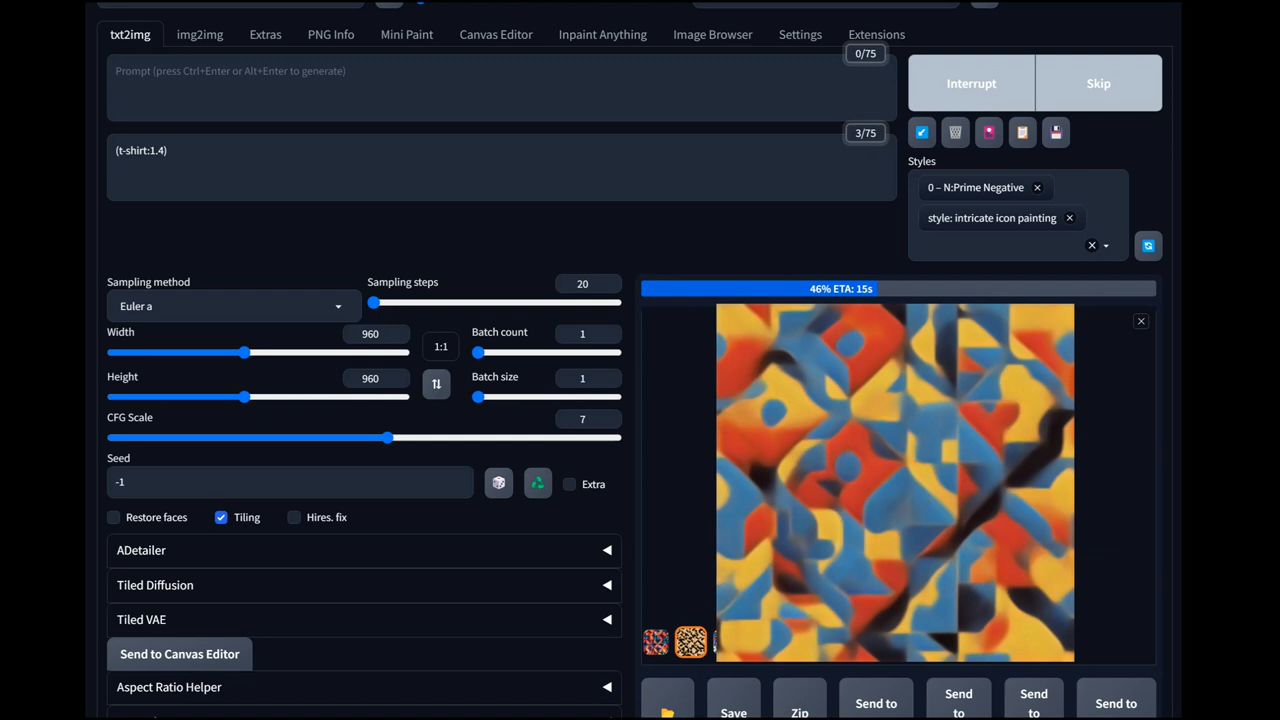 txt2img img2img Extras PNG Info Mini Paint Canvas Editor Inpaint Anything Image Browser Settings Extensions
0/75
Prompt (press Ctrl+Enter or Alt+Enter to generate)
Interrupt Skip
3/75
(t-shirt:1.4)
Styles
0 – N:Prime Negative
style: intricate icon painting
Sampling method
Sampling steps
20
Euler a
46% ETA: 15s
Width
960
1:1
Batch count
1
Height
960
Batch size
1
CFG Scale
7
Seed
-1
Extra
Restore faces
Tiling
Hires. fix
ADetailer
Tiled Diffusion
Tiled VAE
Send to Canvas Editor
Aspect Ratio Helper
Save
Zip
Send to
Send
to
Send
to
Send to